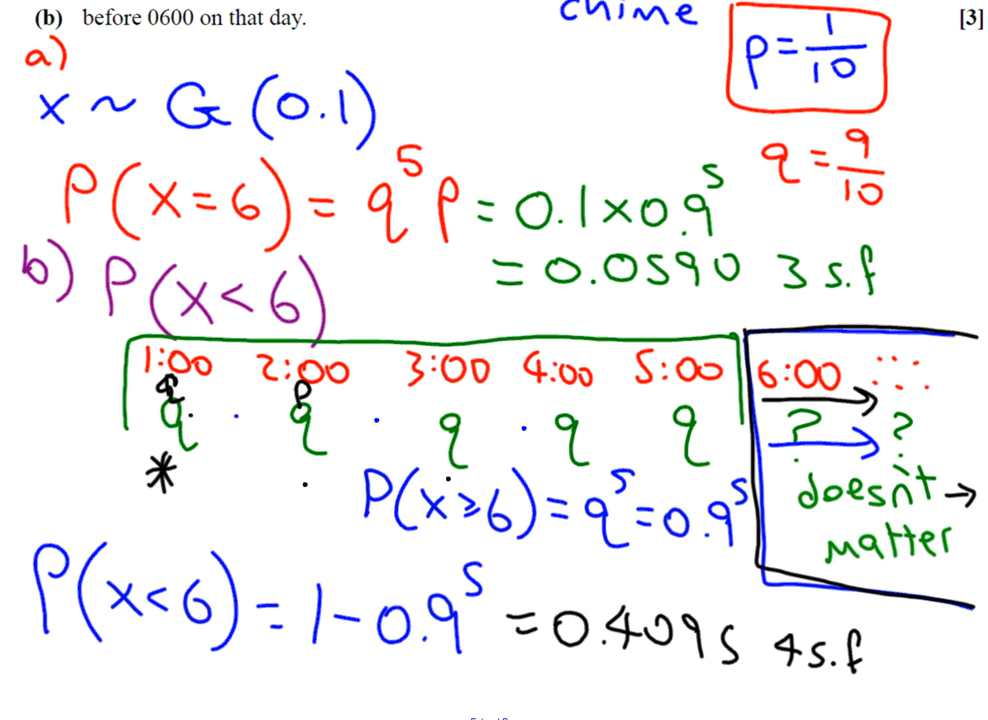 chime
(b) before 0600 on that day. [3]
p = 1/10
a)
x ~ G(0.1)
q = 9/10
P(x=6) = q⁵p = 0.1×0.9⁵
= 0.0590 3 s.f
b) P(x<6)
1:00 2:00 3:00 4:00 5:00 6:00 ...
q · q · q · q q ? ?
*
P(x≥6) = q⁵ = 0.9⁵
doesn't
matter
P(x<6) = 1 - 0.9⁵ = 0.4095 4s.f